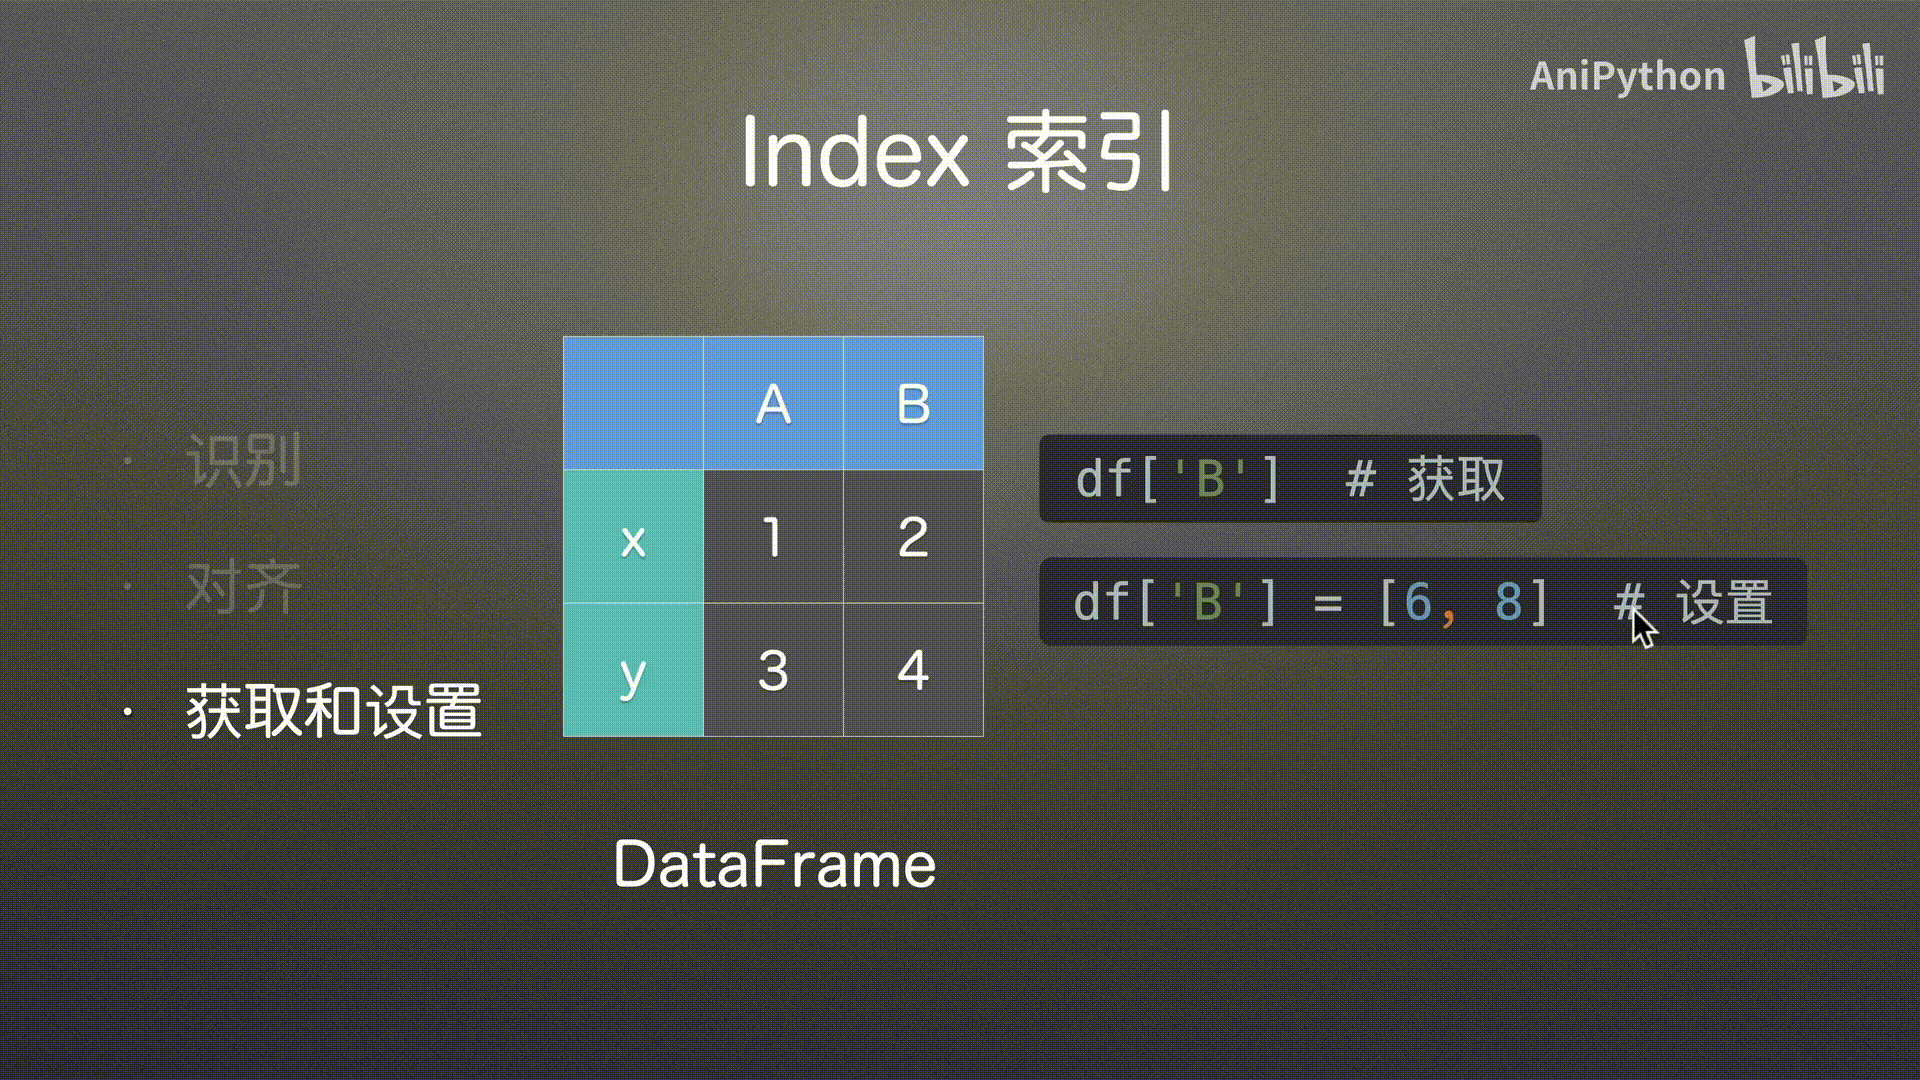 AniPython bilibili
Index 索引
· 识别
· 对齐
· 获取和设置
A B
x 1 2
y 3 4
DataFrame
df['B']  # 获取
df['B'] = [6, 8]  # 设置